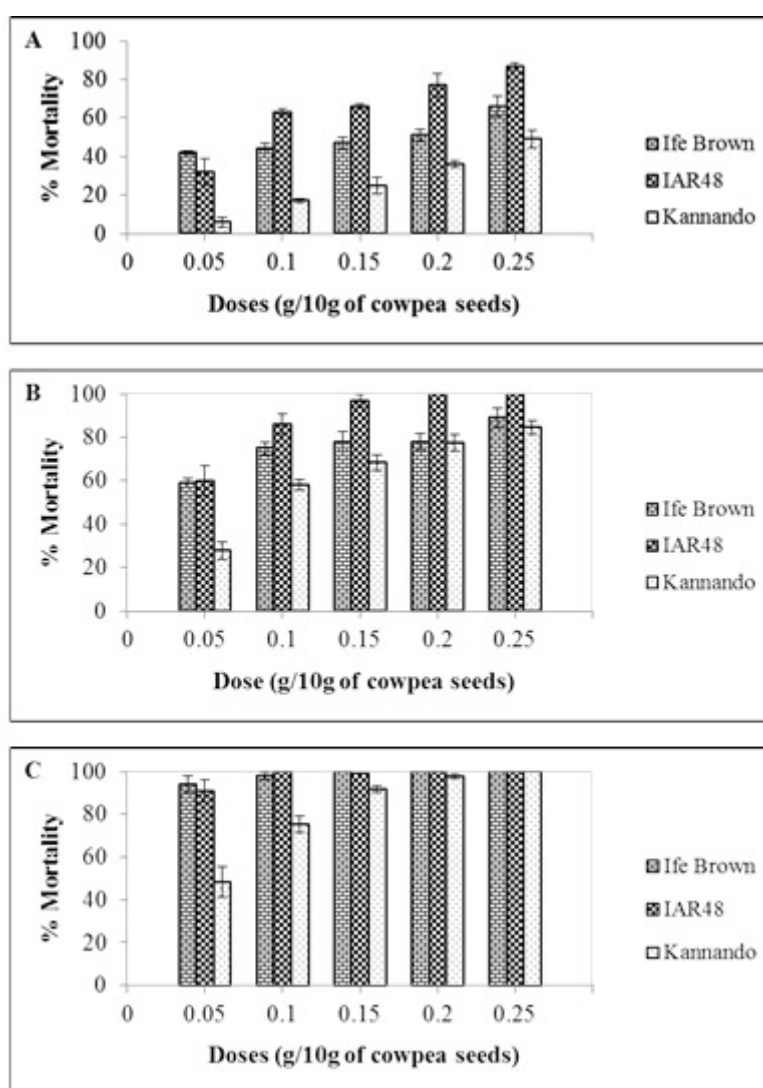 A
100
80
60
40
20
0
% Mortality
Ife Brown
IAR48
Kannando
0 0.05 0.1 0.15 0.2 0.25
Doses (g/10g of cowpea seeds)
B
100
80
60
40
20
0
% Mortality
Ife Brown
IAR48
Kannando
0 0.05 0.1 0.15 0.2 0.25
Dose (g/10g of cowpea seeds)
C
100
80
60
40
20
0
% Mortality
Ife Brown
IAR48
Kannando
0 0.05 0.1 0.15 0.2 0.25
Doses (g/10g of cowpea seeds)